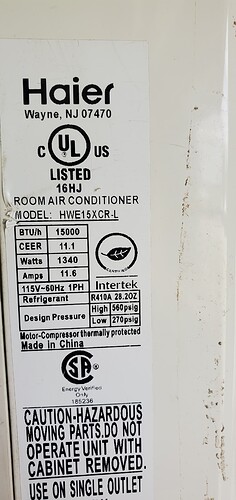 Haier
Wayne, NJ 07470
C UL US
LISTED
16HJ
ROOM AIR CONDITIONER
MODEL: HWE15XCR-L
BTU/h 15000
CEER 11.1
Watts 1340
Amps 11.6
115V~60Hz 1PH Intertek
Refrigerant R410A 28.2OZ
Design Pressure High 560psig
Low 270psig
Motor-Compressor thermally protected
Made in China
SA ®
Energy Verified
Only
185236
CAUTION-HAZARDOUS
MOVING PARTS.DO NOT
OPERATE UNIT WITH
CABINET REMOVED.
USE ON SINGLE OUTLET